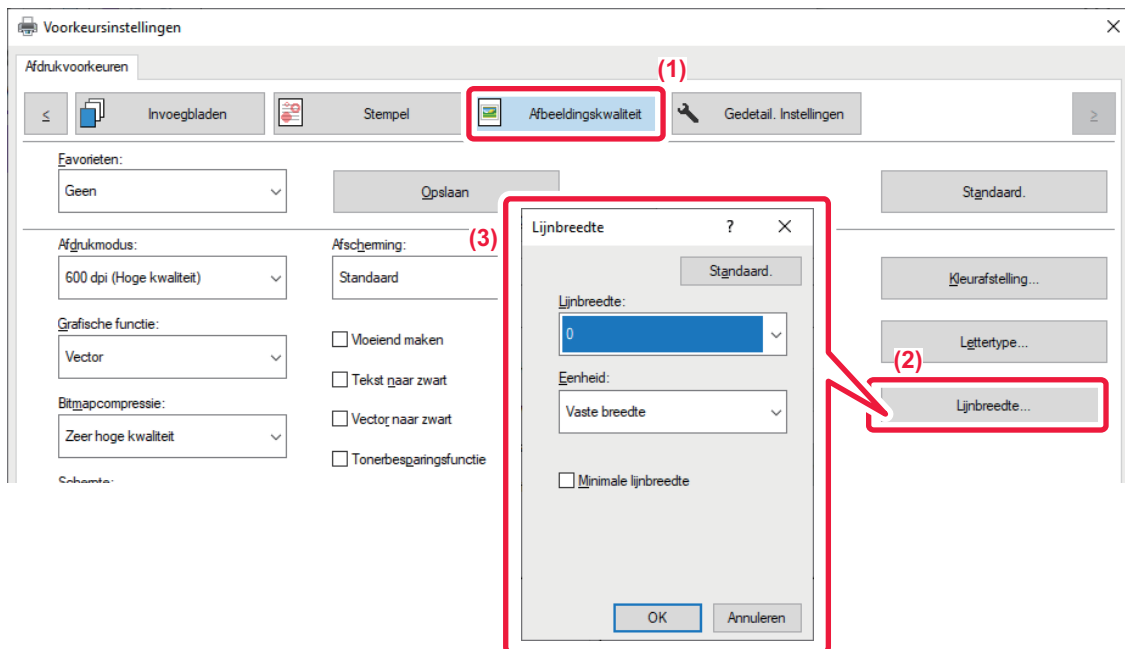 Voorkeursinstellingen
Afdrukvoorkeuren
(1)
<
Invoegbladen
Stempel
Afbeeldingskwaliteit
Gedetail. Instellingen
>
Favorieten:
Geen
Opslaan
Standaard.
Afdrukmodus:
600 dpi (Hoge kwaliteit)
Afscherming:
Standaard
Kleurafstelling...
Grafische functie:
Vector
Vloeiend maken
Lettertype...
Tekst naar zwart
(2)
Lijnbreedte...
Bitmapcompressie:
Zeer hoge kwaliteit
Vector naar zwart
Tonerbesparingsfunctie
Scherpte:
(3)
Lijnbreedte
?
Standaard.
Lijnbreedte:
0
Eenheid:
Vaste breedte
Minimale lijnbreedte
OK
Annuleren